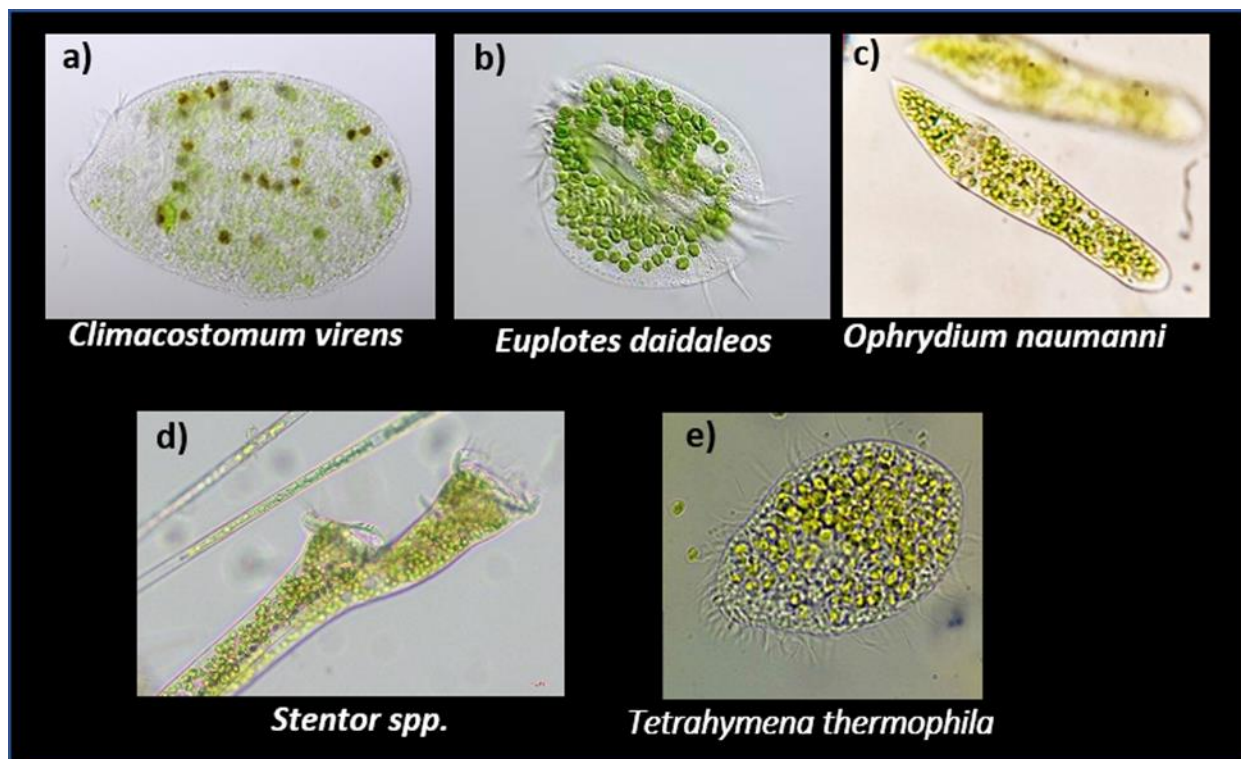 a)
b)
c)
Climacostomum virens
Euplotes daidaleos
Ophrydium naumanni
d)
e)
Stentor spp.
Tetrahymena thermophila